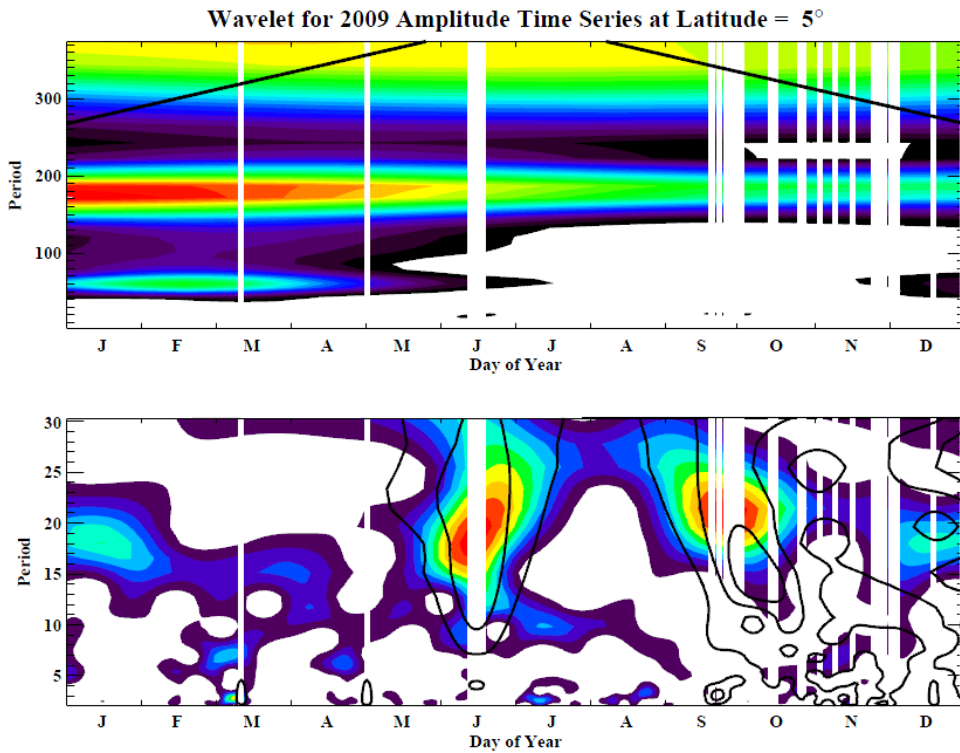 Wavelet for 2009 Amplitude Time Series at Latitude = 5°
300
200
100
Period
J F M A M J J A S O N D
Day of Year
30
25
20
15
10
5
Period
J F M A M J J A S O N D
Day of Year